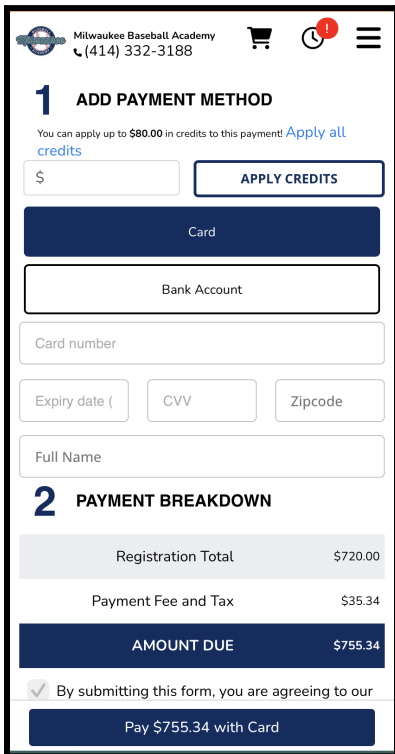 Milwaukee
Milwaukee Baseball Academy
(414) 332-3188
!
1 ADD PAYMENT METHOD
You can apply up to $80.00 in credits to this payment! Apply all
credits
$
APPLY CREDITS
Card
Bank Account
Card number
Expiry date (
CVV
Zipcode
Full Name
2 PAYMENT BREAKDOWN
Registration Total $720.00
Payment Fee and Tax $35.34
AMOUNT DUE $755.34
By submitting this form, you are agreeing to our
Pay $755.34 with Card